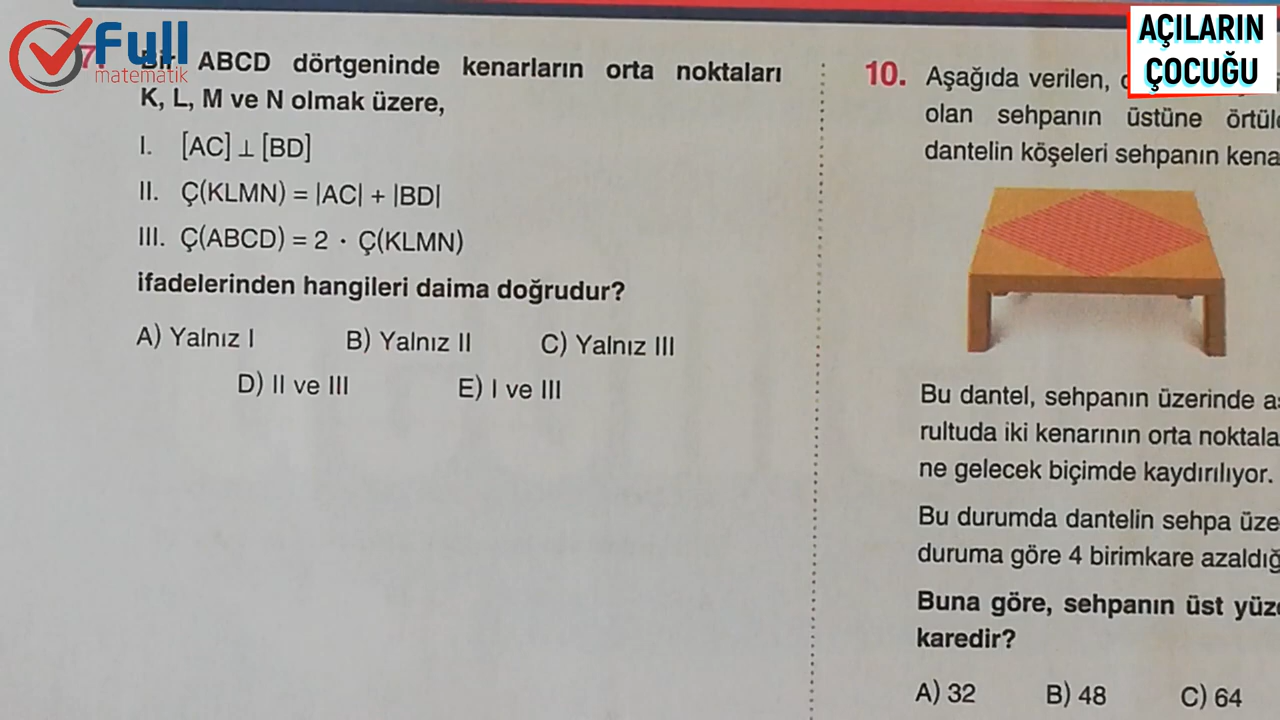 Full
matematik
AÇILARIN
ÇOCUĞU
7. Bir ABCD dörtgeninde kenarların orta noktaları
K, L, M ve N olmak üzere,
I. [AC] ⊥ [BD]
II. Ç(KLMN) = |AC| + |BD|
III. Ç(ABCD) = 2 · Ç(KLMN)
ifadelerinden hangileri daima doğrudur?
A) Yalnız I B) Yalnız II C) Yalnız III
D) II ve III E) I ve III
10. Aşağıda verilen,
olan sehpanın üstüne
dantelin köşeleri sehpanın
Bu dantel, sehpanın üzerinde
rultuda iki kenarının orta
ne gelecek biçimde kaydırılıyor.
Bu durumda dantelin sehpa
duruma göre 4 birimkare
Buna göre, sehpanın üst
karedir?
A) 32 B) 48 C) 64